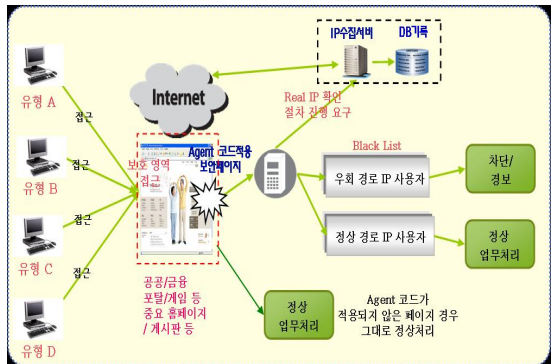 IP수집서버
DB기록
유형 A
접근
Internet
Real IP 확인
절차 진행 요구
보호 영역
접근
Agent 코드적용
보안페이지
유형 B
접근
Black List
우회 경로 IP 사용자
차단/
경보
유형 C
접근
정상 경로 IP 사용자
정상
업무처리
접근
유형 D
공공/금융
포탈/게임 등
중요 홈페이지
/ 게시판 등
정상
업무처리
Agent 코드가
적용되지 않은 페이지 경우
그대로 정상처리